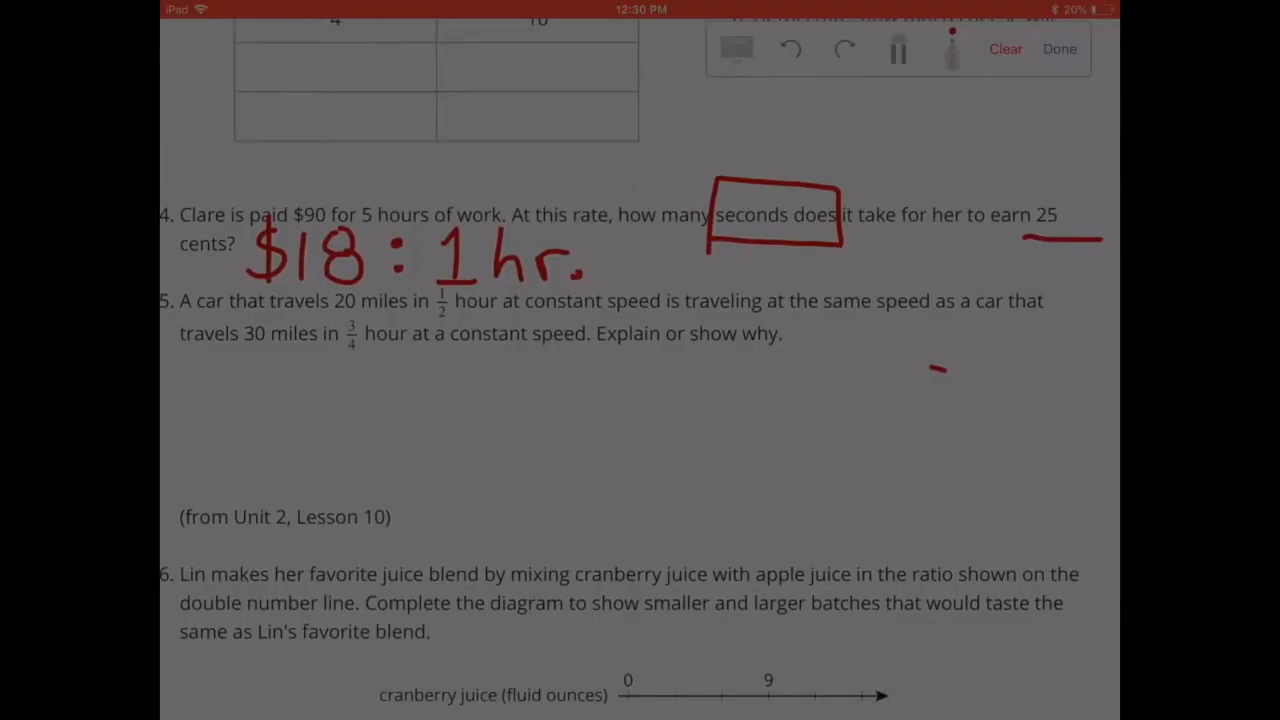 iPad 12:30 PM 20%
4 10
Clear Done
4. Clare is paid $90 for 5 hours of work. At this rate, how many seconds does it take for her to earn 25
cents?
$18 : 1 hr.
5. A car that travels 20 miles in 1/2 hour at constant speed is traveling at the same speed as a car that
travels 30 miles in 3/4 hour at a constant speed. Explain or show why.
(from Unit 2, Lesson 10)
6. Lin makes her favorite juice blend by mixing cranberry juice with apple juice in the ratio shown on the
double number line. Complete the diagram to show smaller and larger batches that would taste the
same as Lin's favorite blend.
0 9
cranberry juice (fluid ounces)